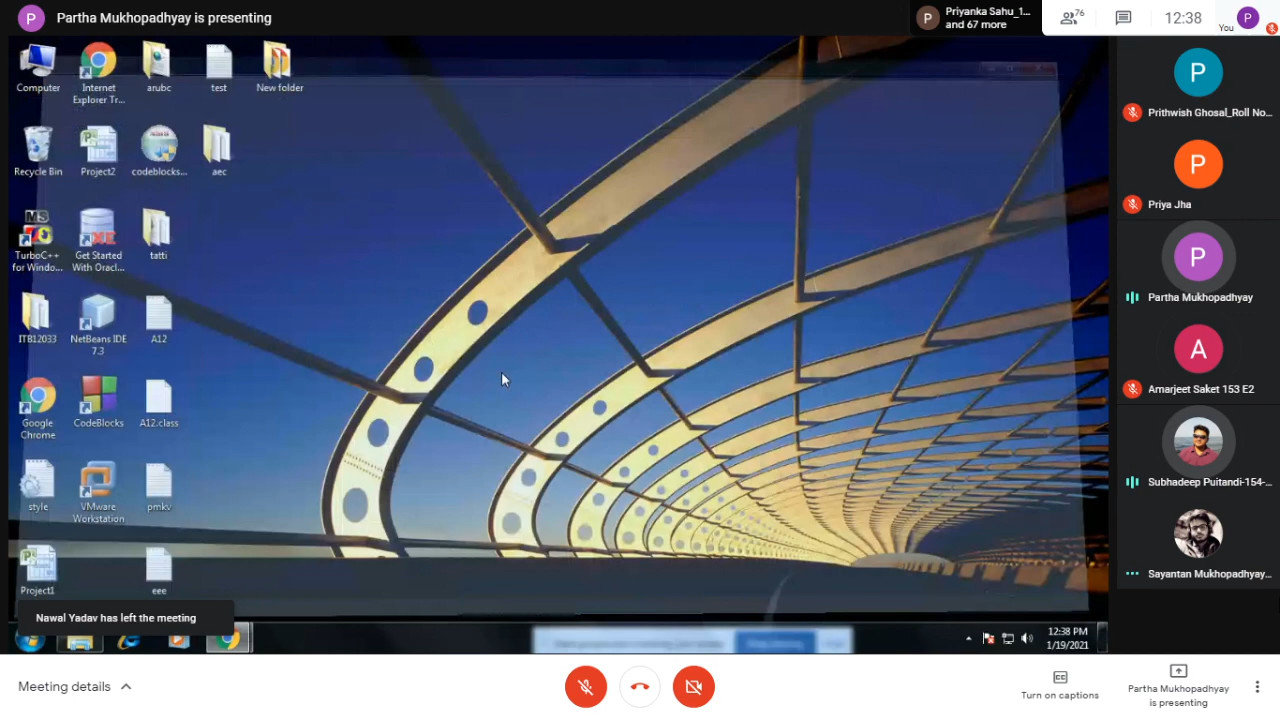 P
Partha Mukhopadhyay is presenting
P
Priyanka Sahu_1...
and 67 more
76
12:38
You
P
Computer
Internet
Explorer Tr...
arubc
test
New folder
Recycle Bin
Project2
codeblocks...
aec
TurboC++
for Windo...
Get Started
With Oracl...
tatti
ITB12033
NetBeans IDE
7.3
A12
Google
Chrome
CodeBlocks
A12.class
style
VMware
Workstation
pmkv
Project1
eee
P
Prithwish Ghosal_Roll No...
P
Priya Jha
P
Partha Mukhopadhyay
A
Amarjeet Saket 153 E2
Subhadeep Puitandi-154-...
Sayantan Mukhopadhyay...
Nawal Yadav has left the meeting
12:38 PM
1/19/2021
Meeting details
Turn on captions
Partha Mukhopadhyay
is presenting